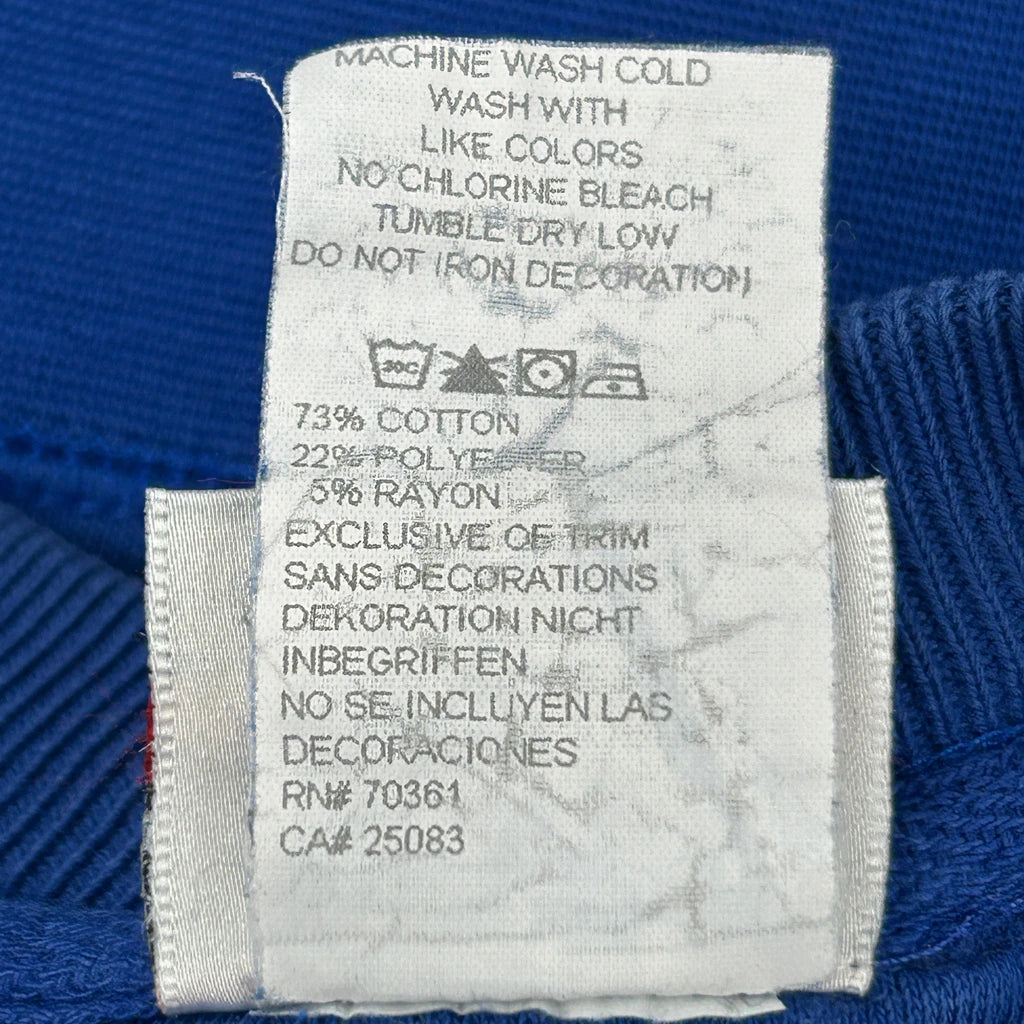 MACHINE WASH COLD
WASH WITH
LIKE COLORS
NO CHLORINE BLEACH
TUMBLE DRY LOW
DO NOT IRON DECORATION
30C
73% COTTON
22% POLYESTER
5% RAYON
EXCLUSIVE OF TRIM
SANS DECORATIONS
DEKORATION NICHT
INBEGRIFFEN
NO SE INCLUYEN LAS
DECORACIONES
RN# 70361
CA# 25083